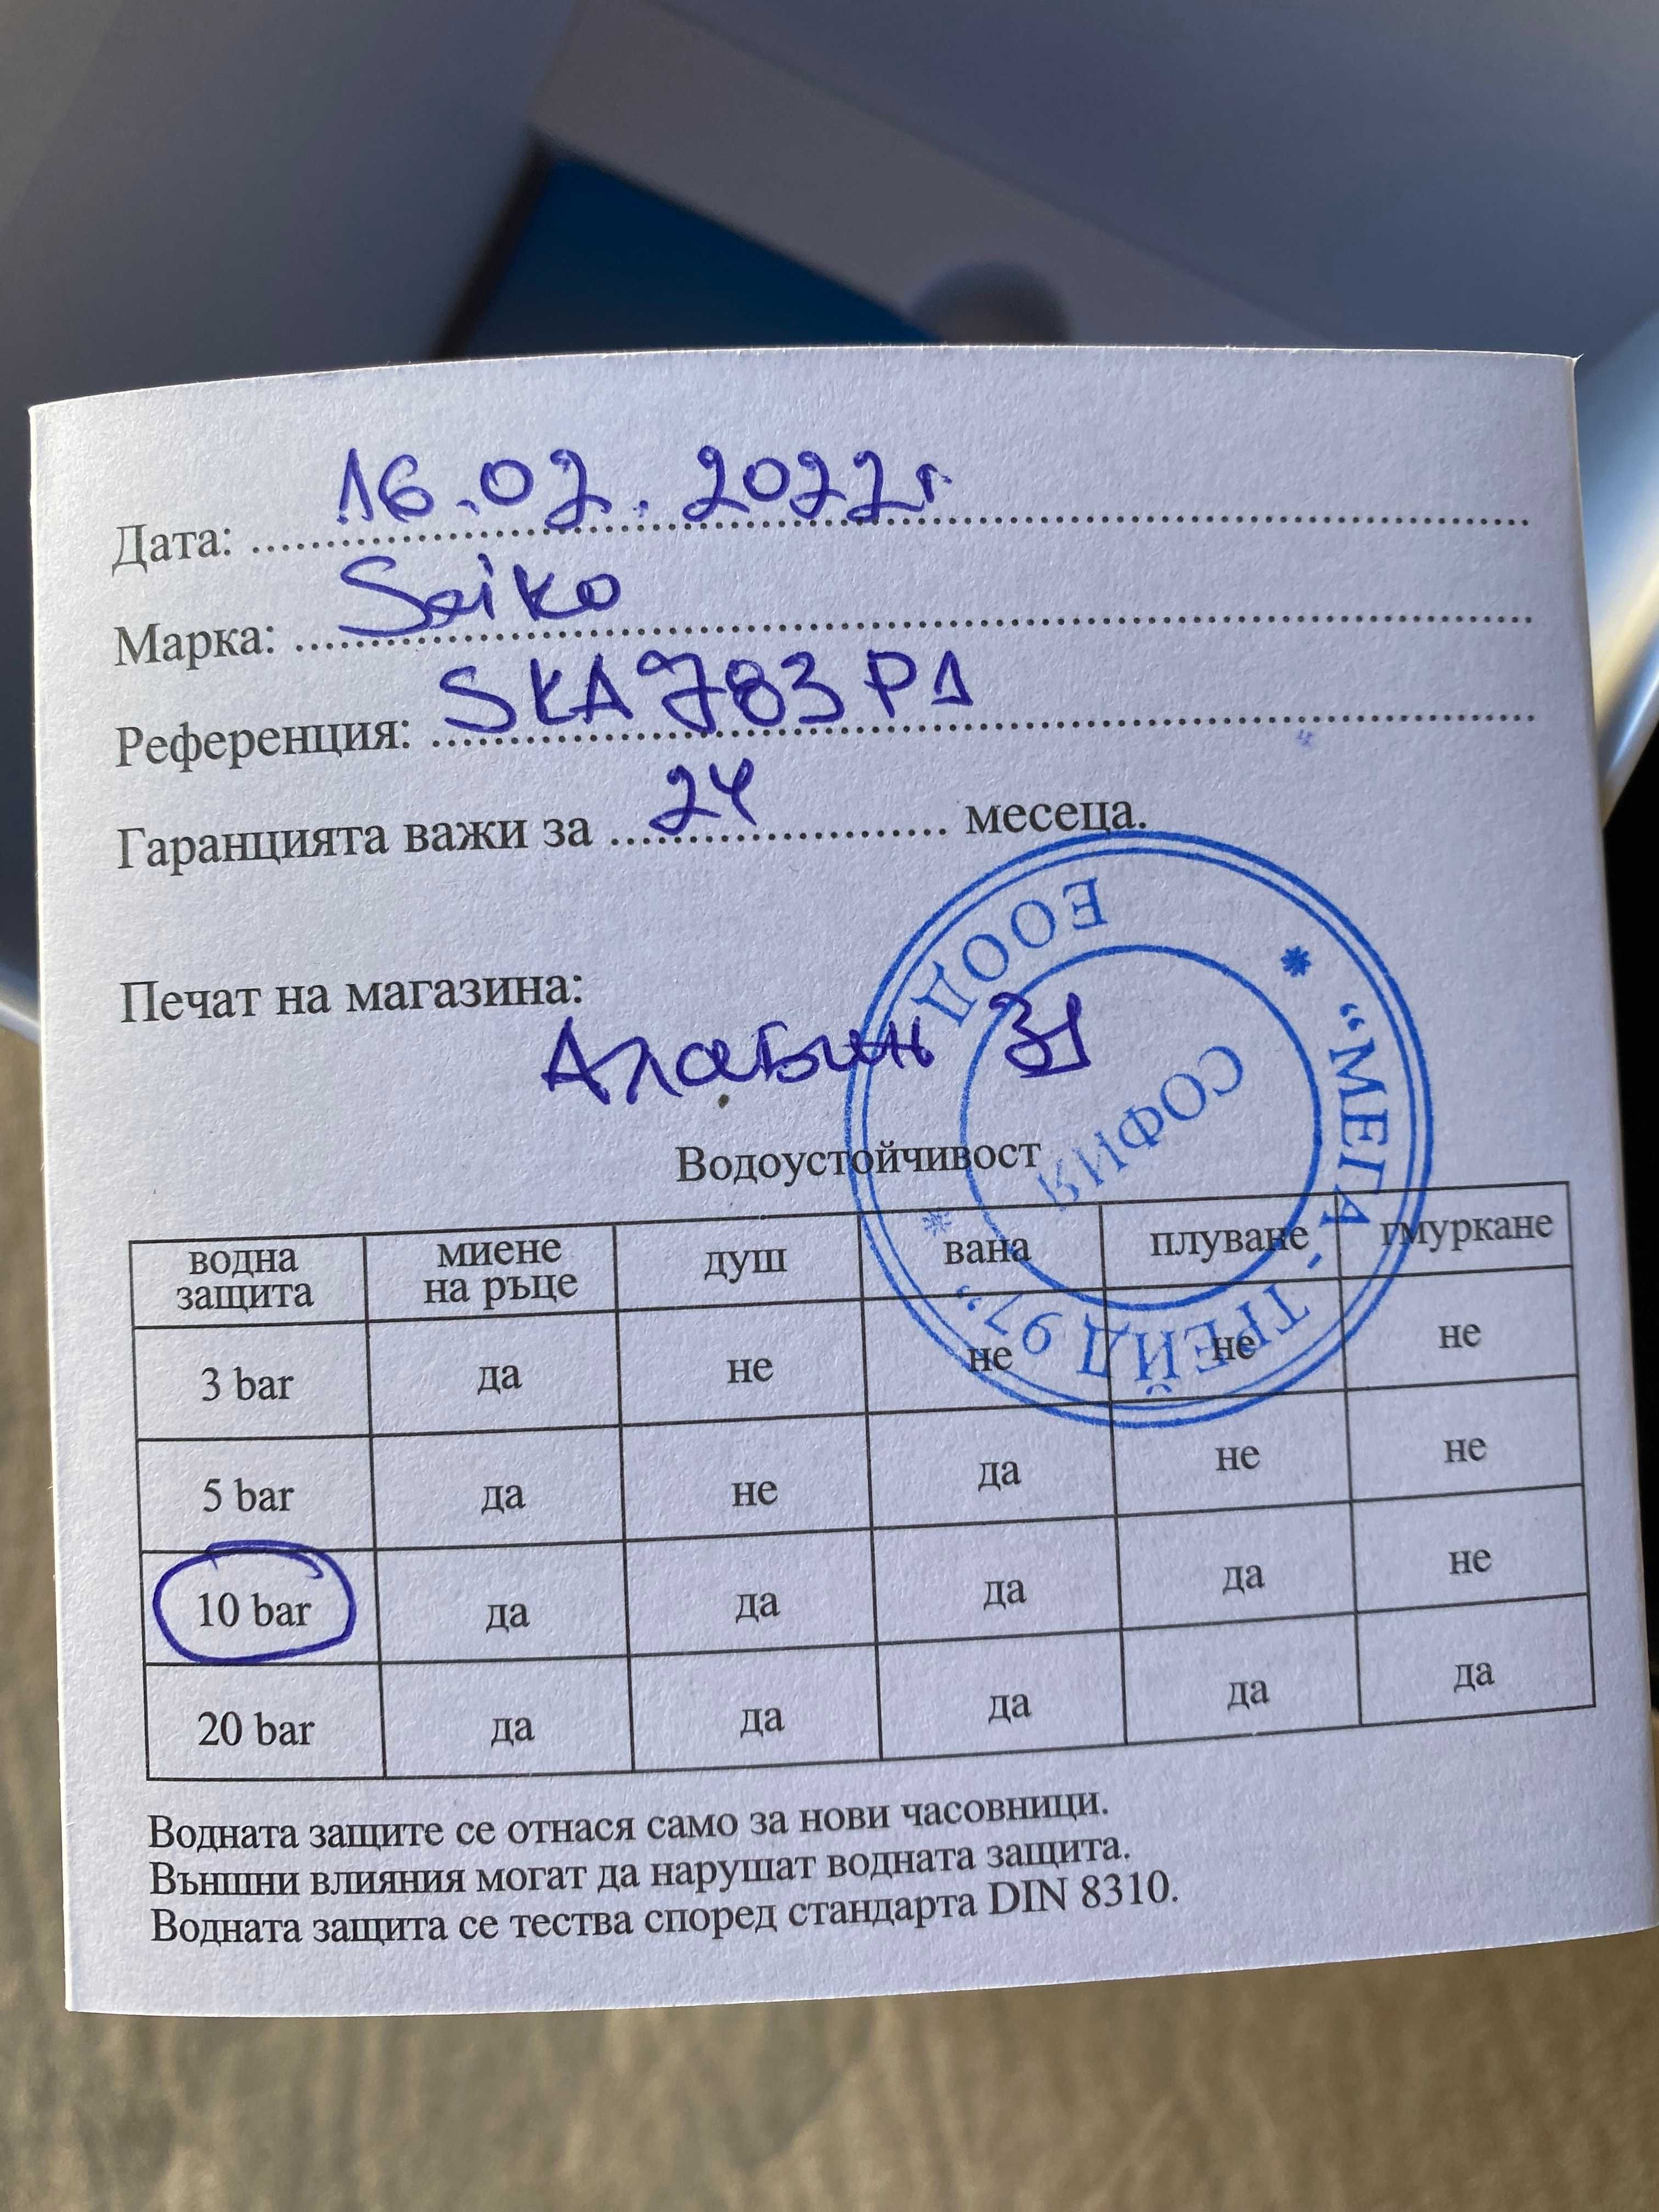 Дата: 16.02.2022г
Марка: Seiko
Референция: SKA783P1
Гаранцията важи за 24 месеца.
Печат на магазина:
Алабин 31
"МЕГА - ТРЕЙД 97" * ЕООД *
СОФИЯ
Водоустойчивост
водна защита миене на ръце душ вана плуване гмуркане
3 bar да не не не не
5 bar да не да не не
10 bar да да да да не
20 bar да да да да да
Водната защите се отнася само за нови часовници.
Външни влияния могат да нарушат водната защита.
Водната защита се тества според стандарта DIN 8310.